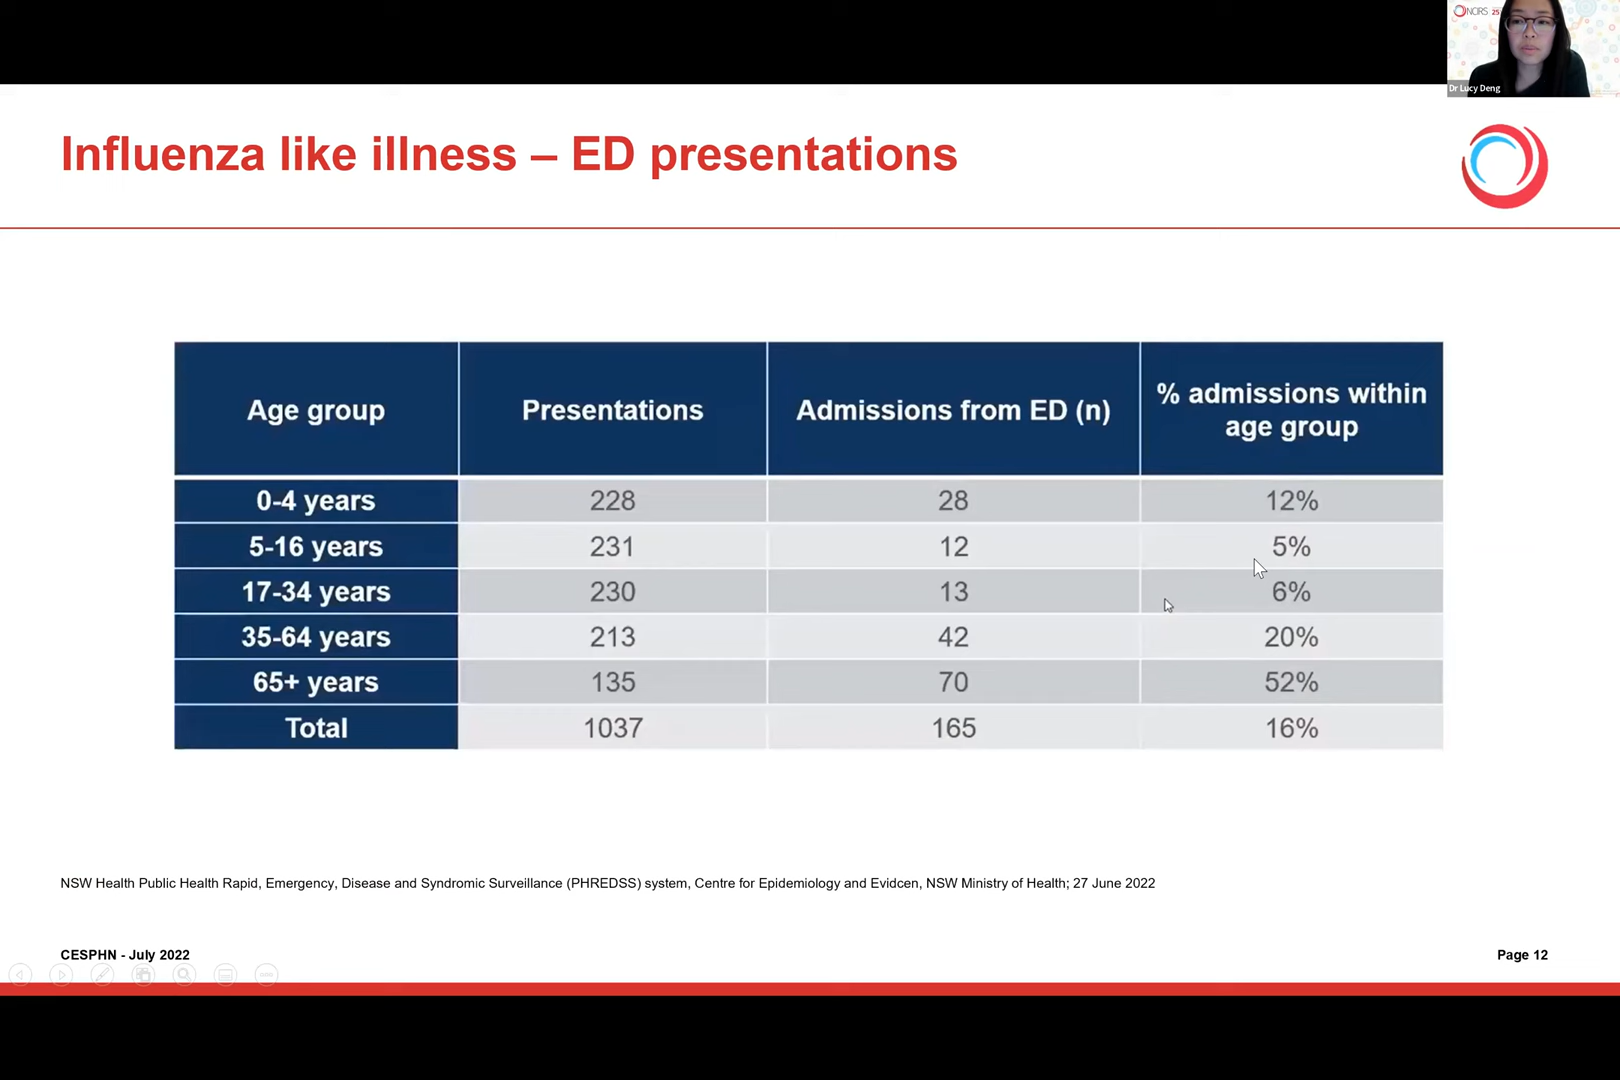 NCIRS 25
Dr Lucy Deng
Influenza like illness – ED presentations
Age group Presentations Admissions from ED (n) % admissions within age group
0-4 years 228 28 12%
5-16 years 231 12 5%
17-34 years 230 13 6%
35-64 years 213 42 20%
65+ years 135 70 52%
Total 1037 165 16%
NSW Health Public Health Rapid, Emergency, Disease and Syndromic Surveillance (PHREDSS) system, Centre for Epidemiology and Evidcen, NSW Ministry of Health; 27 June 2022
CESPHN - July 2022
Page 12